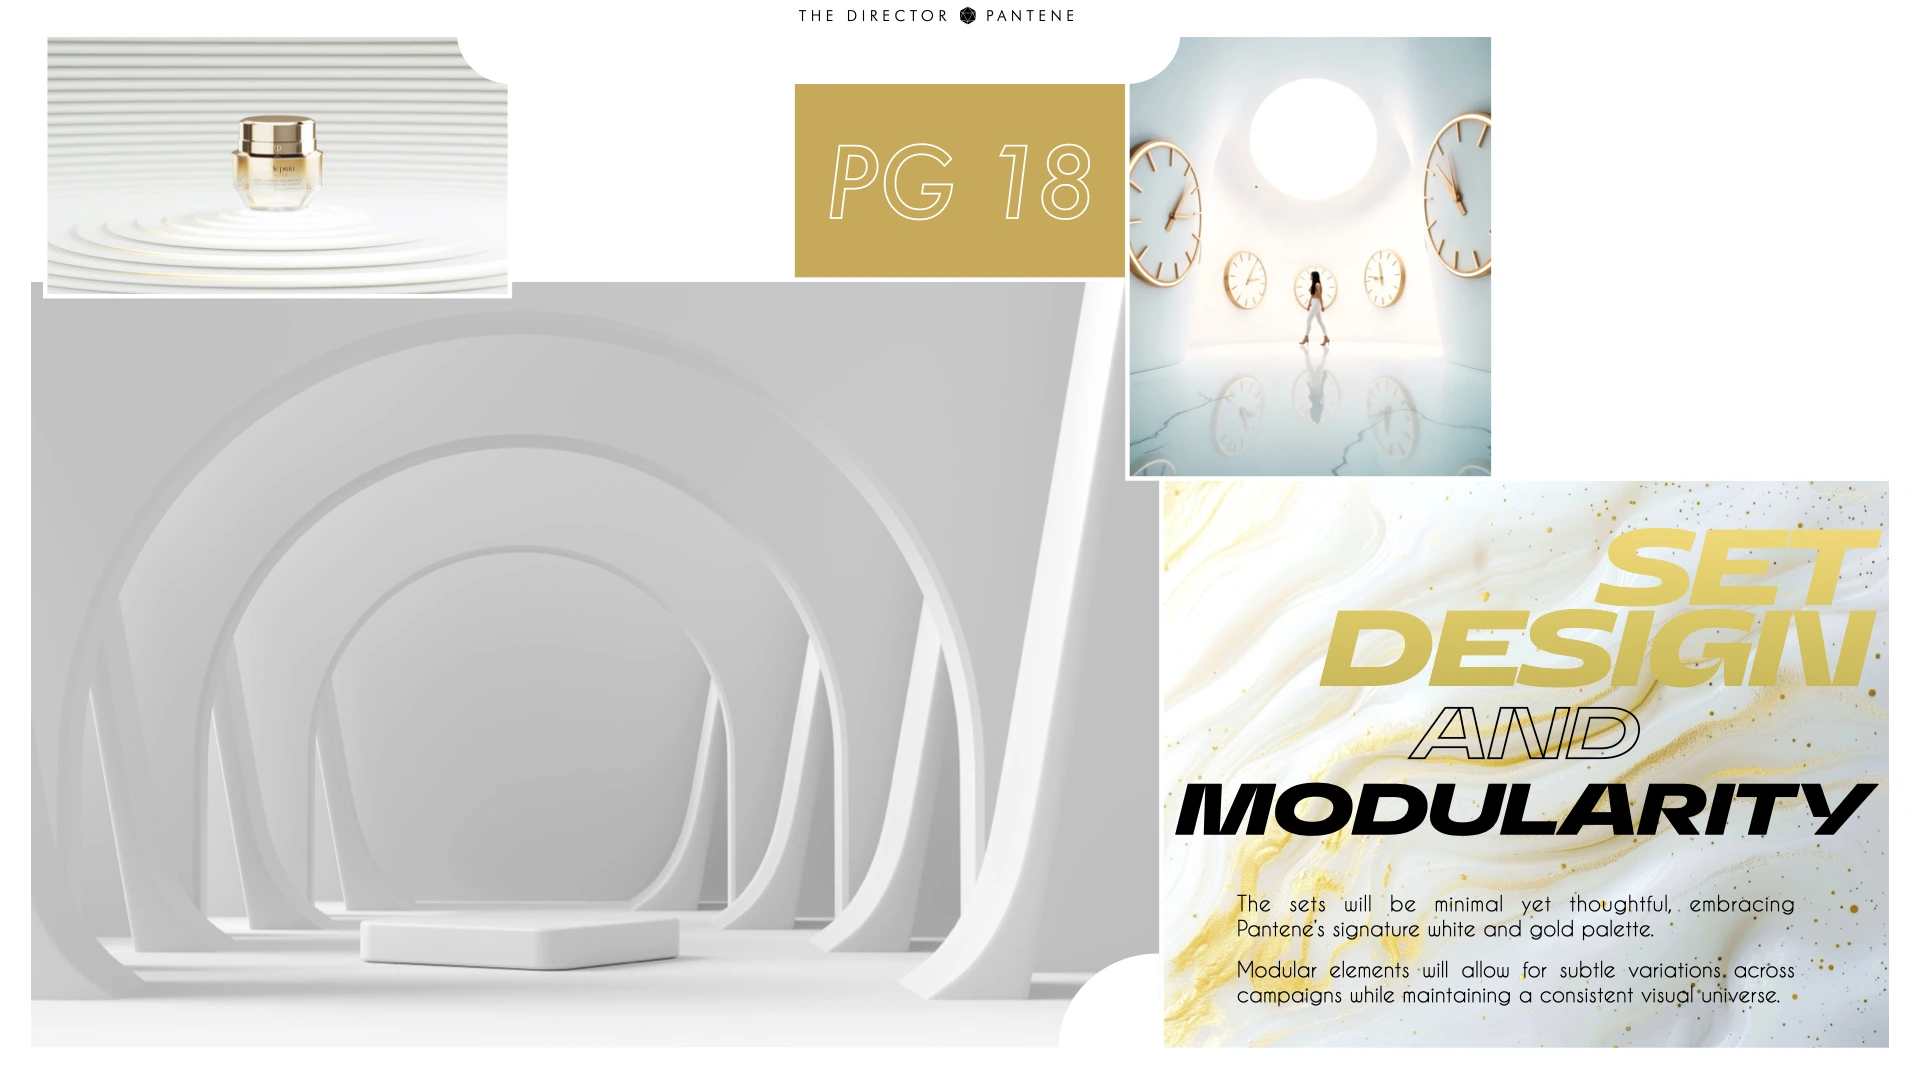 THE DIRECTOR PANTENE
PG 18
SET
DESIGN
AND
MODULARITY
The sets will be minimal yet thoughtful, embracing
Pantene's signature white and gold palette.
Modular elements will allow for subtle variations across
campaigns while maintaining a consistent visual universe.